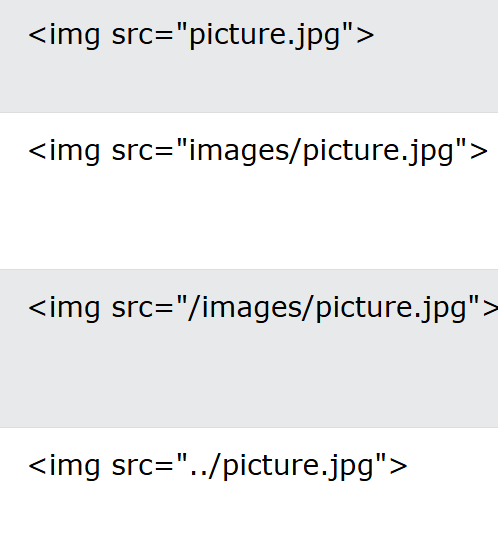 <img src="picture.jpg">
<img src="images/picture.jpg">
<img src="/images/picture.jpg">
<img src="../picture.jpg">